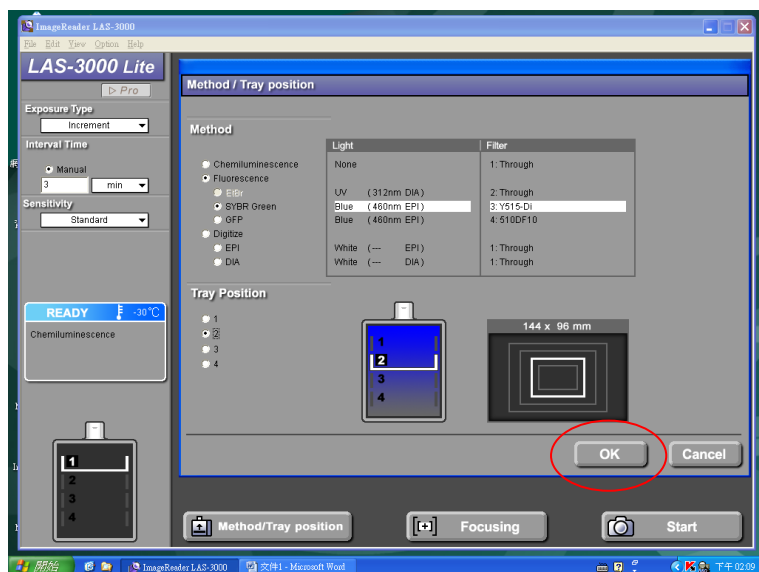 ImageReader LAS-3000
File Edit View Option Help
LAS-3000 Lite
Pro
Exposure Type
Increment
Interval Time
Manual
3 min
Sensitivity
Standard
READY -30℃
Chemiluminescence
1
2
3
4
Method / Tray position
Method
Light Filter
Chemiluminescence None 1: Through
Fluorescence
EtBr UV (312nm DIA) 2: Through
SYBR Green Blue (460nm EPI) 3: Y515-Di
GFP Blue (460nm EPI) 4: 510DF10
Digitize
EPI White (--- EPI) 1: Through
DIA White (--- DIA) 1: Through
Tray Position
1
2
3
4
1
2
3
4
144 x 96 mm
OK Cancel
Method/Tray position [+] Focusing Start
開始 ImageReader LAS-3000 文件1 - Microsoft Word 下午 02:09